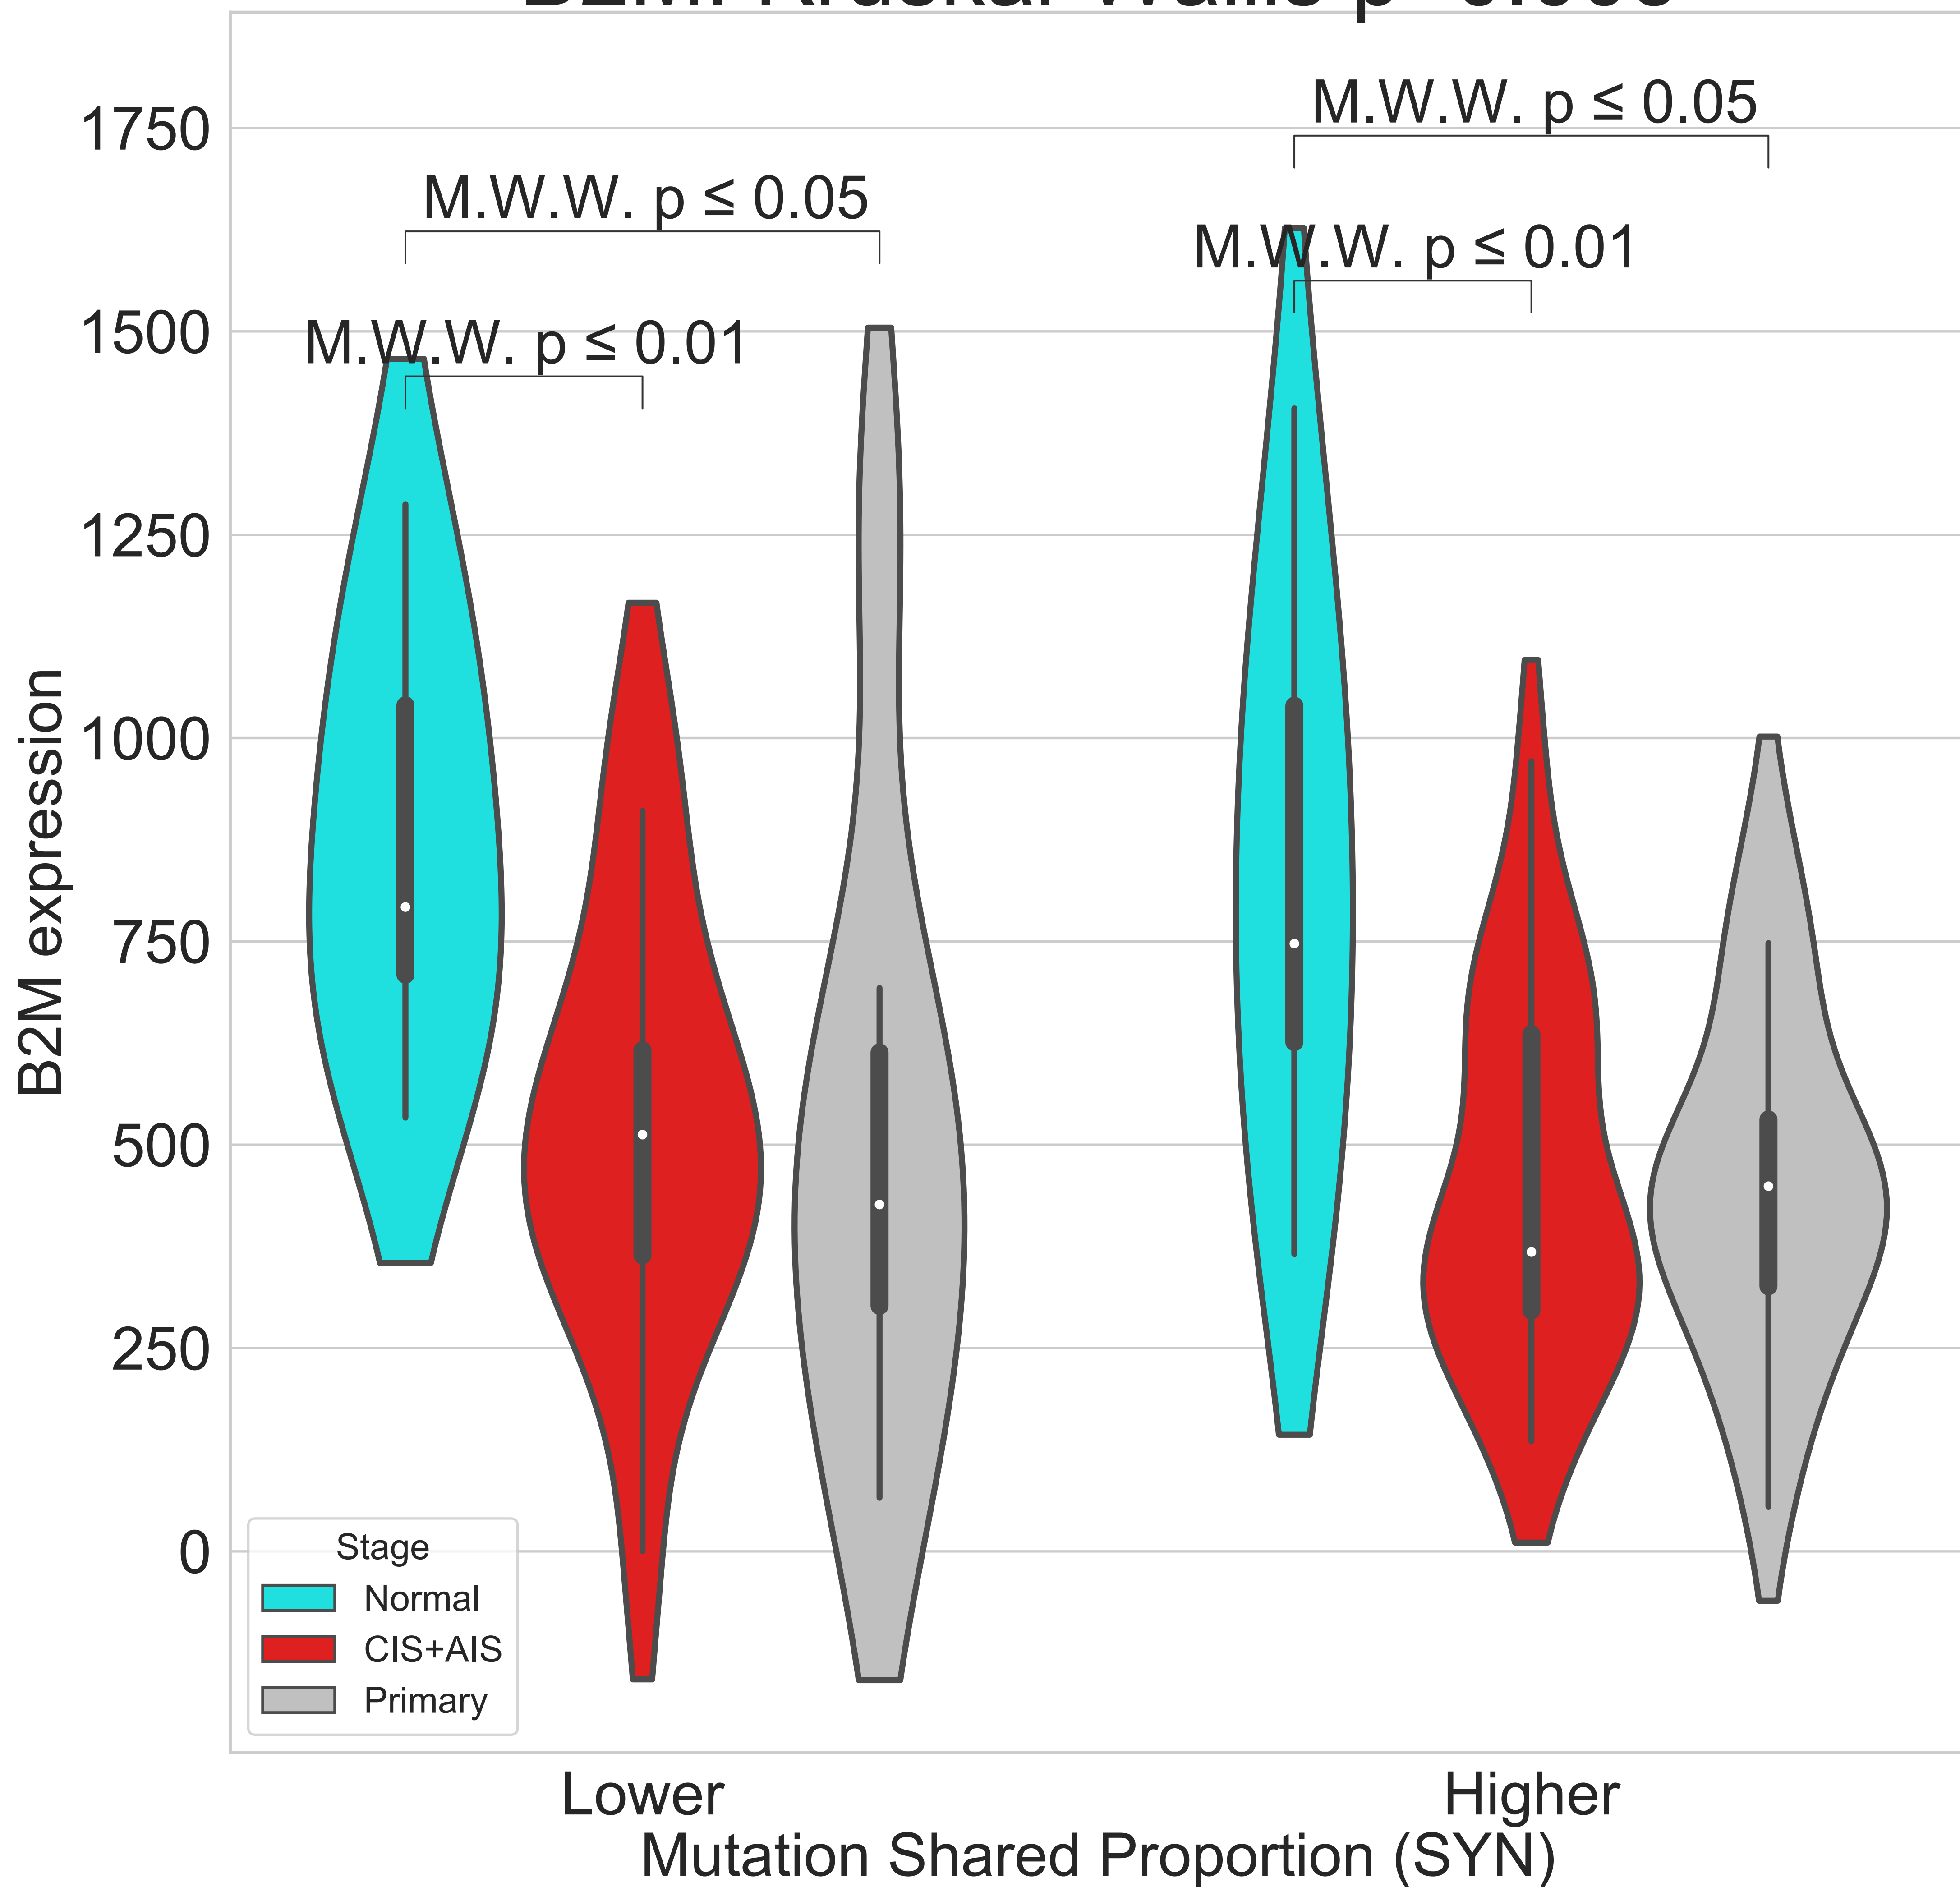 1750
M.W.W. p ≤ 0.05
M.W.W. p ≤ 0.05
M.W.W. p ≤ 0.01
1500
M.W.W. p ≤ 0.01
1250
1000
750
500
250
0
B2M expression
Stage
Normal
CIS+AIS
Primary
Lower
Higher
Mutation Shared Proportion (SYN)